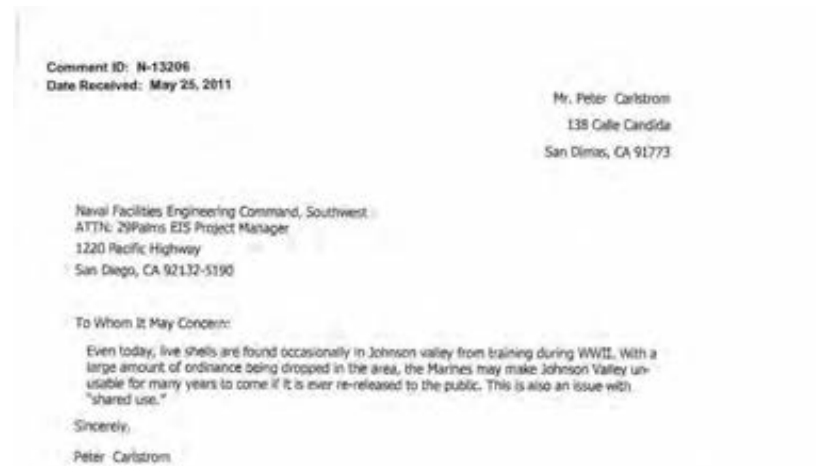 Comment ID: N-13206
Date Received: May 25, 2011
Mr. Peter Carlstrom
138 Calle Candida
San Dimas, CA 91773
Naval Facilities Engineering Command, Southwest
ATTN: 29Palms EIS Project Manager
1220 Pacific Highway
San Diego, CA 92132-5190
To Whom It May Concern:
Even today, live shells are found occasionally in Johnson valley from training during WWII. With a
large amount of ordinance being dropped in the area, the Marines may make Johnson Valley un-
usable for many years to come if it is ever re-released to the public. This is also an issue with
"shared use."
Sincerely,
Peter Carlstrom